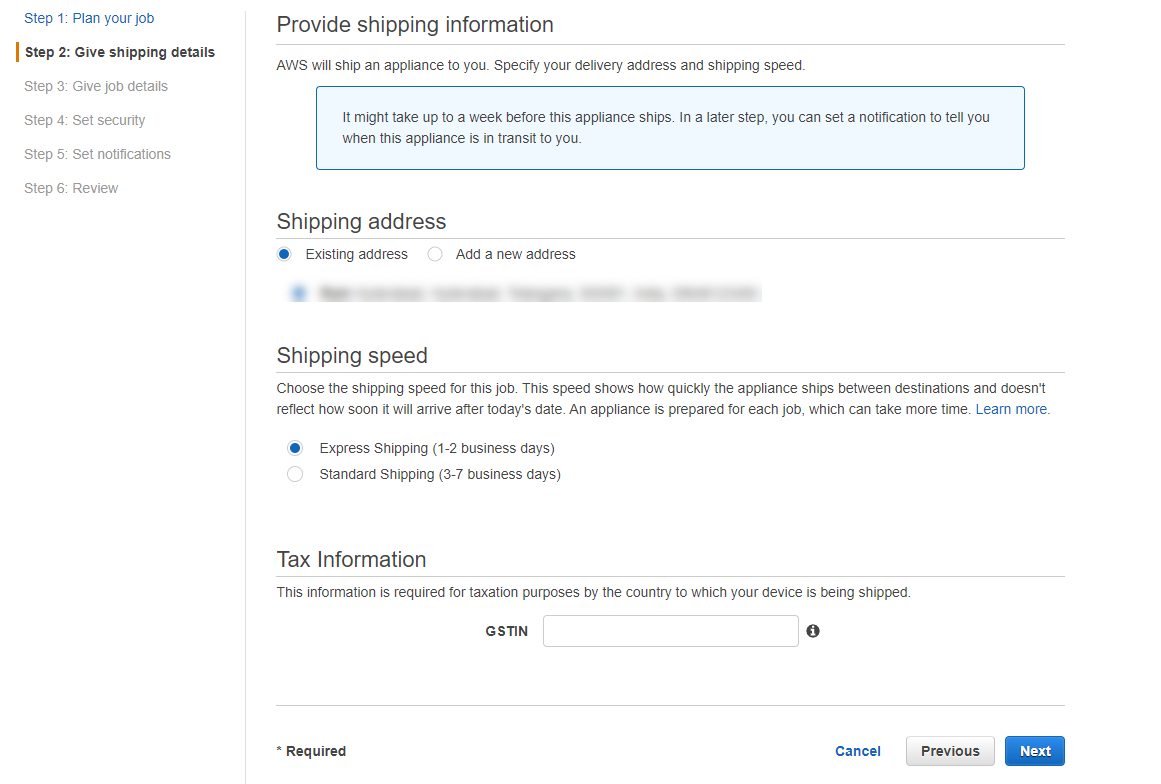 Step 1: Plan your job
Step 2: Give shipping details
Step 3: Give job details
Step 4: Set security
Step 5: Set notifications
Step 6: Review
Provide shipping information
AWS will ship an appliance to you. Specify your delivery address and shipping speed.
It might take up to a week before this appliance ships. In a later step, you can set a notification to tell you
when this appliance is in transit to you.
Shipping address
Existing address Add a new address
Shipping speed
Choose the shipping speed for this job. This speed shows how quickly the appliance ships between destinations and doesn't
reflect how soon it will arrive after today's date. An appliance is prepared for each job, which can take more time. Learn more.
Express Shipping (1-2 business days)
Standard Shipping (3-7 business days)
Tax Information
This information is required for taxation purposes by the country to which your device is being shipped.
GSTIN
* Required
Cancel Previous Next